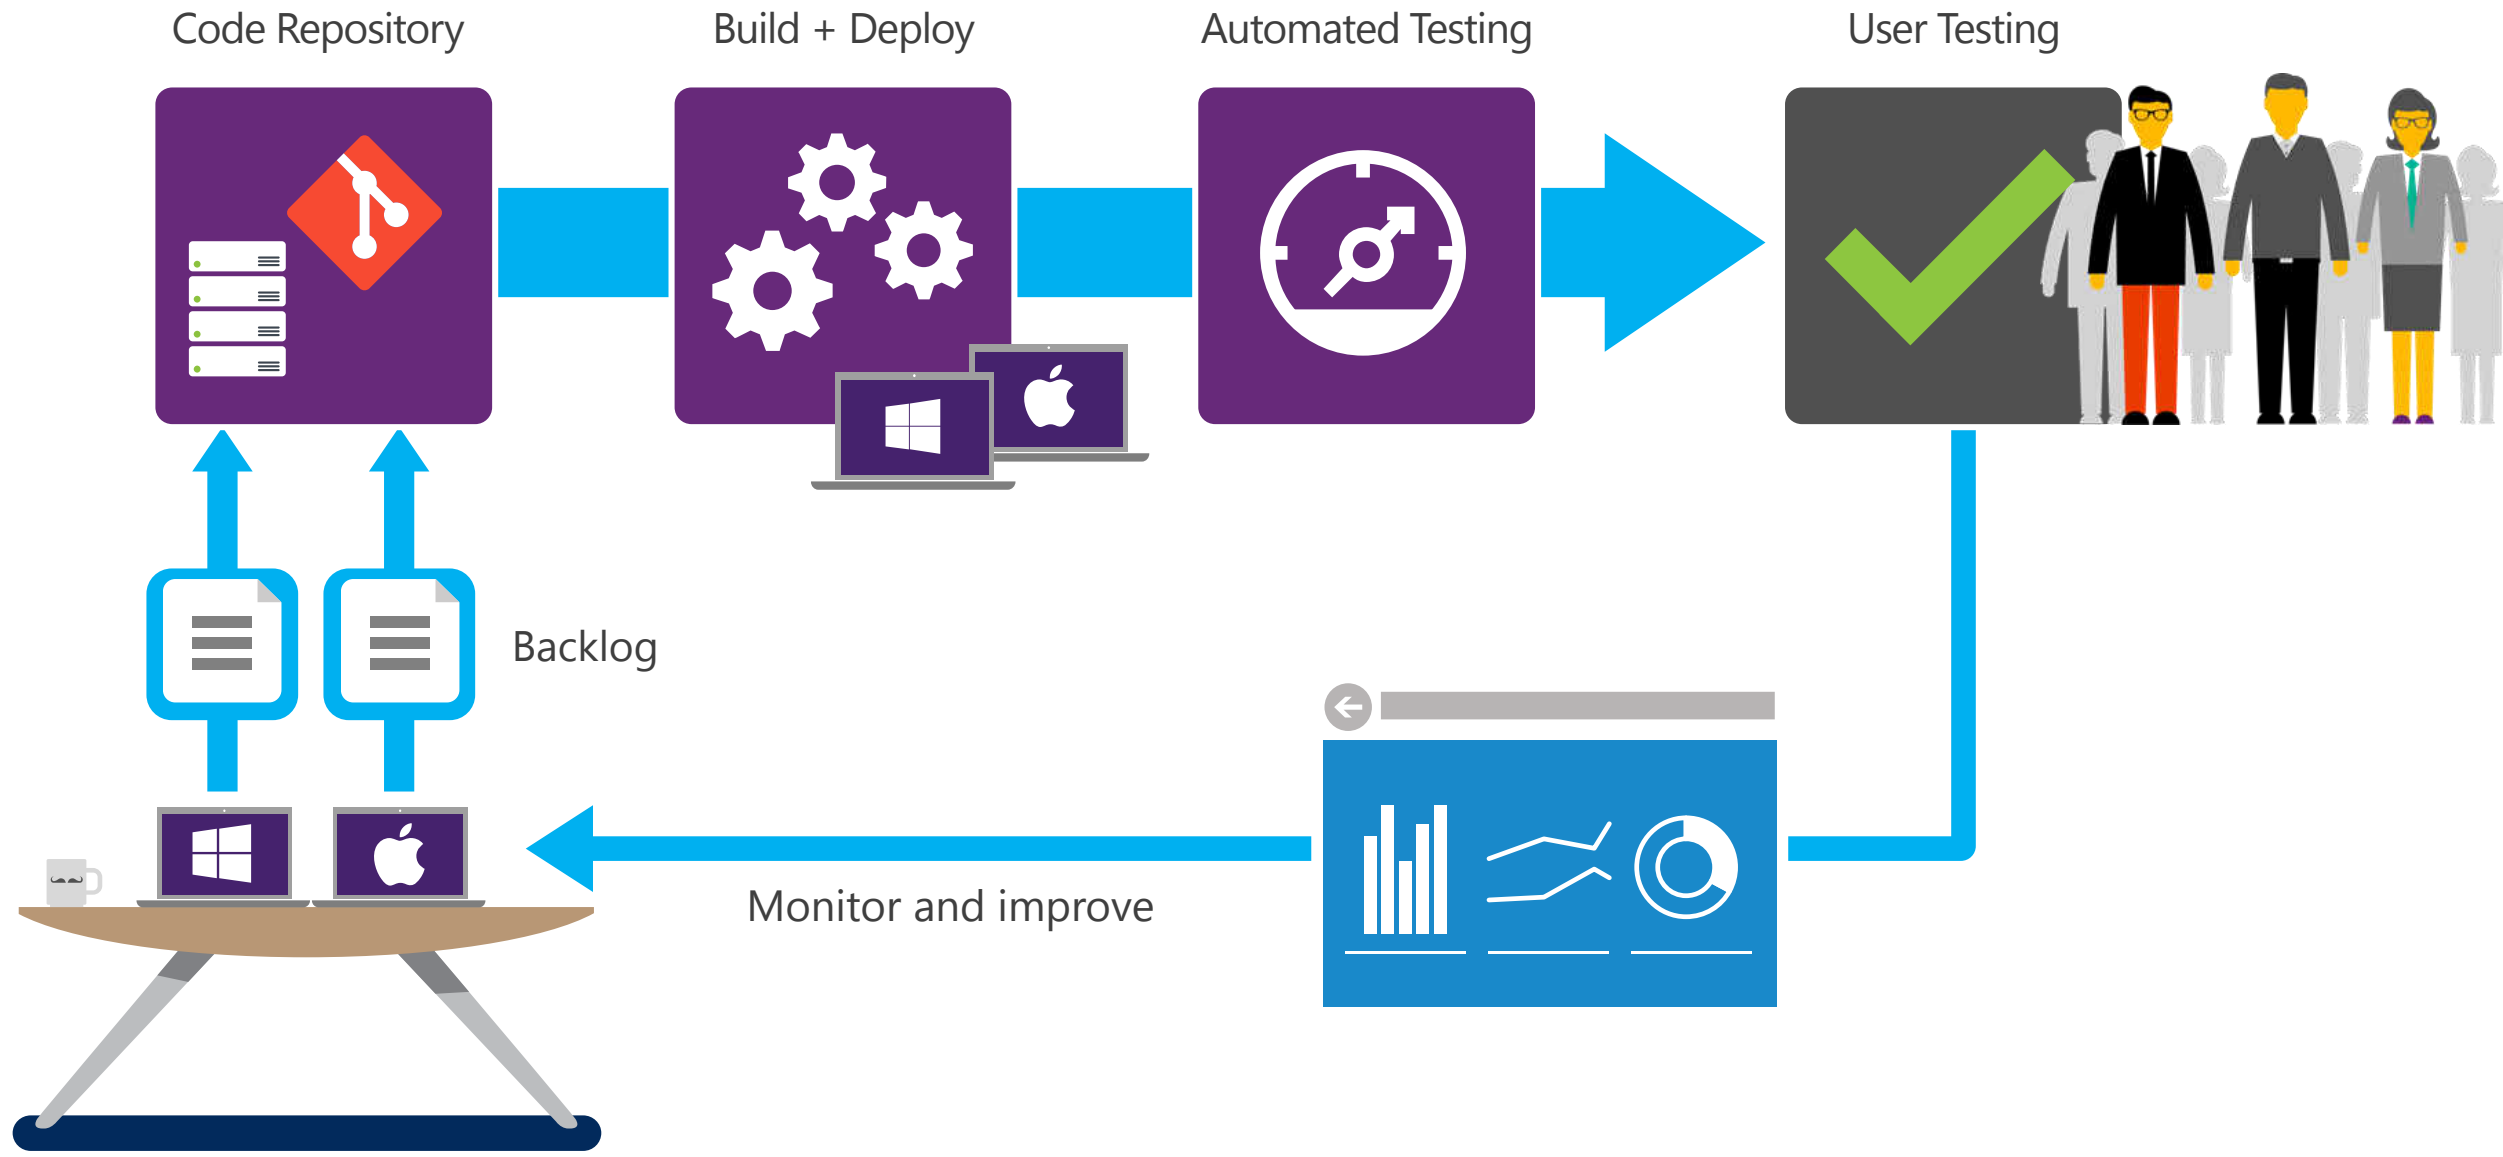 Code Repository
Build + Deploy
Automated Testing
User Testing
Backlog
Monitor and improve